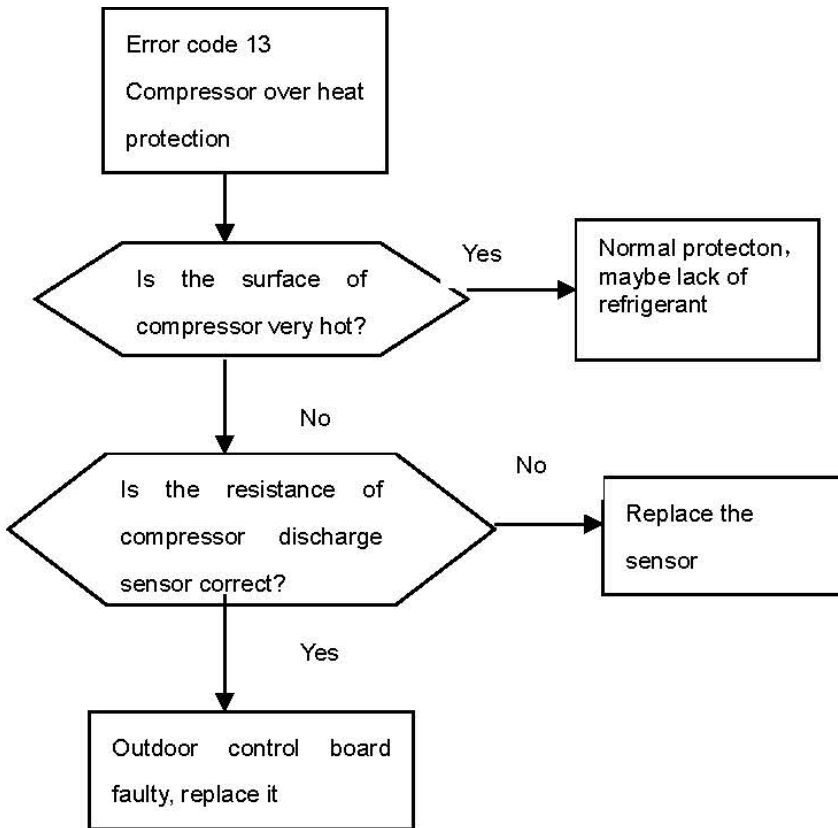 Error code 13
Compressor over heat
protection
Is the surface of
compressor very hot?
Yes
Normal protecton,
maybe lack of
refrigerant
No
Is the resistance of
compressor discharge
sensor correct?
No
Replace the
sensor
Yes
Outdoor control board
faulty, replace it